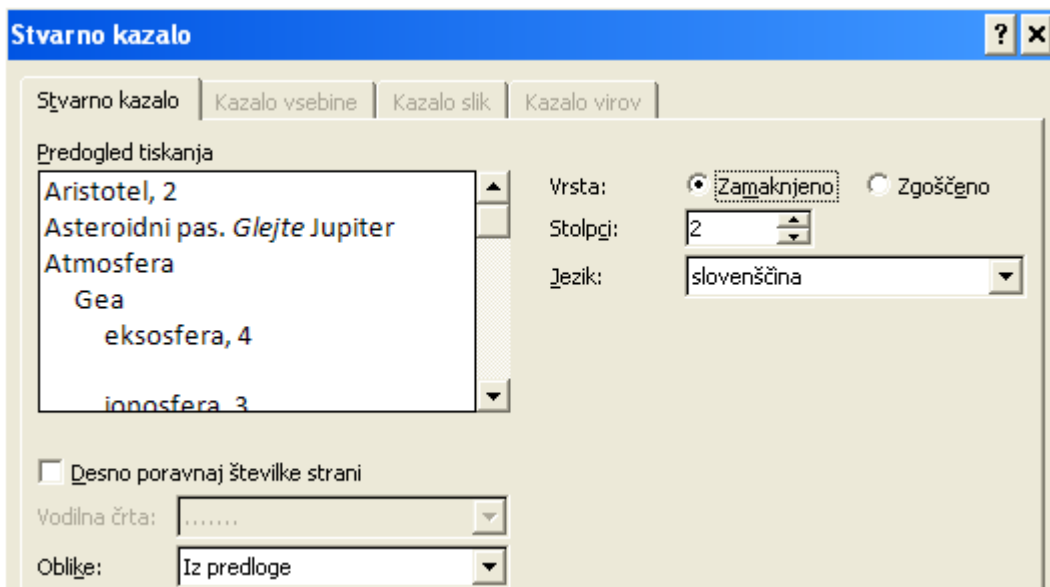 Stvarno kazalo
Stvarno kazalo Kazalo vsebine Kazalo slik Kazalo virov
Predogled tiskanja
Aristotel, 2
Asteroidni pas. Glejte Jupiter
Atmosfera
Gea
eksosfera, 4
ionosfera, 3
Vrsta: Zamaknjeno Zgoščeno
Stolpci: 2
Jezik: slovenščina
Desno poravnaj številke strani
Vodilna črta: .......
Oblike: Iz predloge